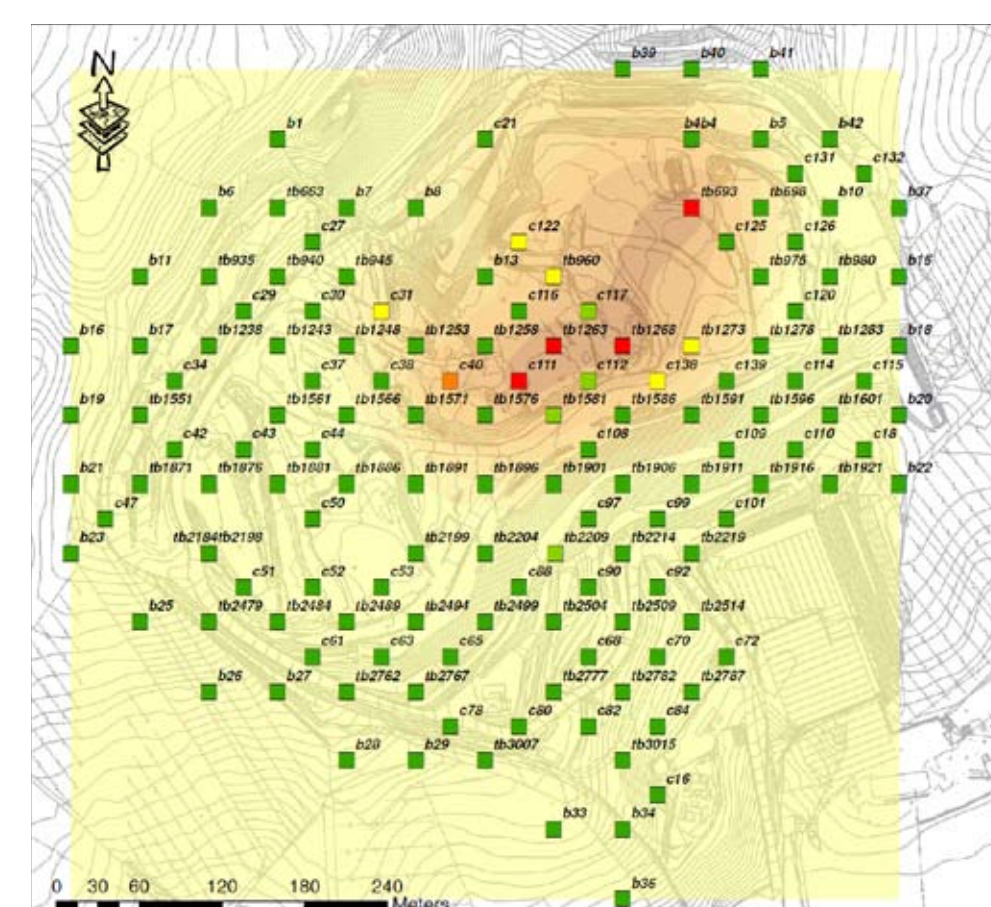 N
b39 b40 b41
b1 c21 b4b4 b5 b42
c131 c132
b6 tb663 b7 b8 tb693 tb698 b10 b37
c27 c122 c125 c126
b11 tb935 tb940 tb945 b13 tb960 tb975 tb980 b15
c29 c30 c31 c116 c117 c120
b16 b17 tb1238 tb1243 tb1248 tb1253 tb1258 tb1263 tb1268 tb1273 tb1278 tb1283 b18
c34 c37 c38 c40 c111 c112 c138 c139 c114 c115
b19 tb1551 tb1561 tb1566 tb1571 tb1576 tb1581 tb1586 tb1591 tb1596 tb1601 b20
c42 c43 c44 c108 c109 c110 c18
b21 tb1871 tb1876 tb1881 tb1886 tb1891 tb1896 tb1901 tb1906 tb1911 tb1916 tb1921 b22
c47 c50 c97 c99 c101
b23 tb2184tb2198 tb2199 tb2204 tb2209 tb2214 tb2219
c51 c52 c53 c88 c90 c92
b25 tb2479 tb2484 tb2489 tb2494 tb2499 tb2504 tb2509 tb2514
c61 c63 c65 c68 c70 c72
b26 b27 tb2762 tb2767 tb2777 tb2782 tb2787
c78 c80 c82 c84
b28 b29 tb3007 tb3015
c16
b33 b34
b36
0 30 60 120 180 240
Meters